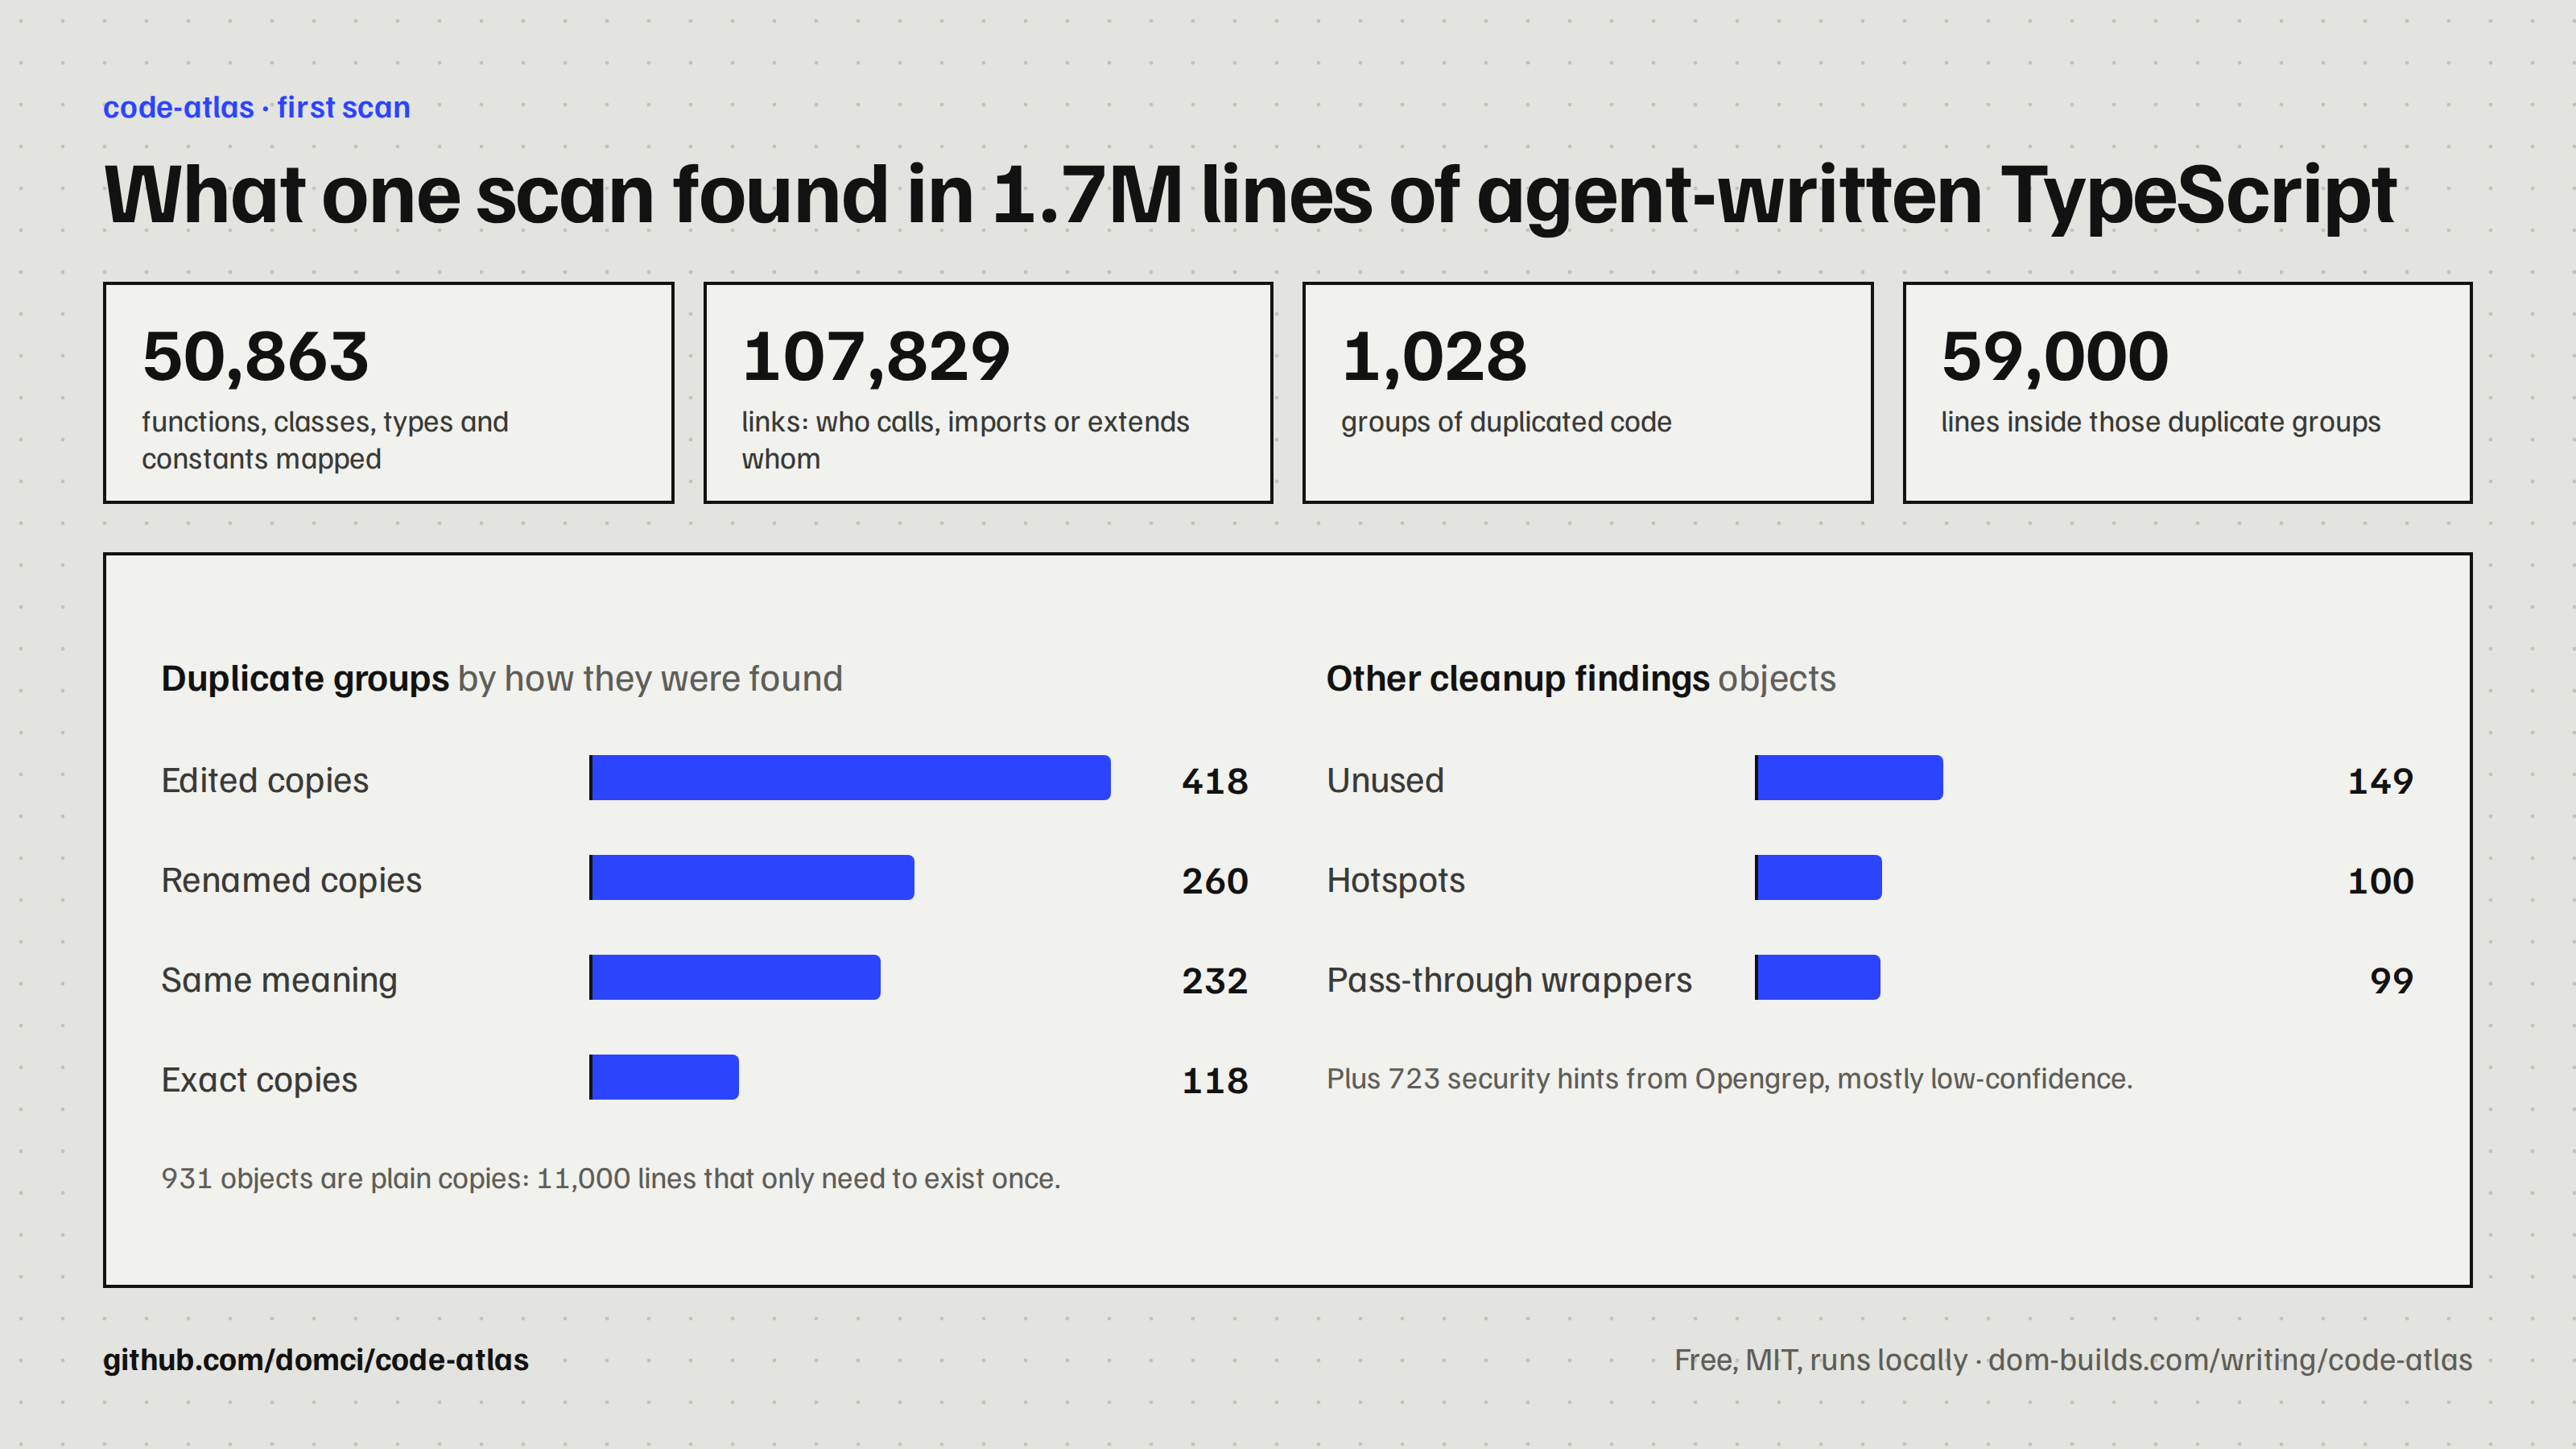 code-atlas · first scan
What one scan found in 1.7M lines of agent-written TypeScript
50,863
functions, classes, types and
constants mapped
107,829
links: who calls, imports or extends
whom
1,028
groups of duplicated code
59,000
lines inside those duplicate groups
Duplicate groups by how they were found
Edited copies 418
Renamed copies 260
Same meaning 232
Exact copies 118
931 objects are plain copies: 11,000 lines that only need to exist once.
Other cleanup findings objects
Unused 149
Hotspots 100
Pass-through wrappers 99
Plus 723 security hints from Opengrep, mostly low-confidence.
github.com/domci/code-atlas
Free, MIT, runs locally · dom-builds.com/writing/code-atlas